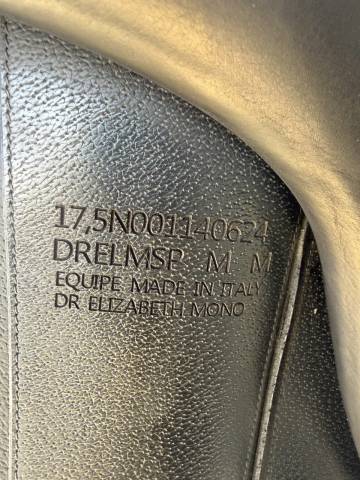 17,5N001140624
DRELMSP M M
EQUIPE MADE IN ITALY
DR ELIZABETH MONO